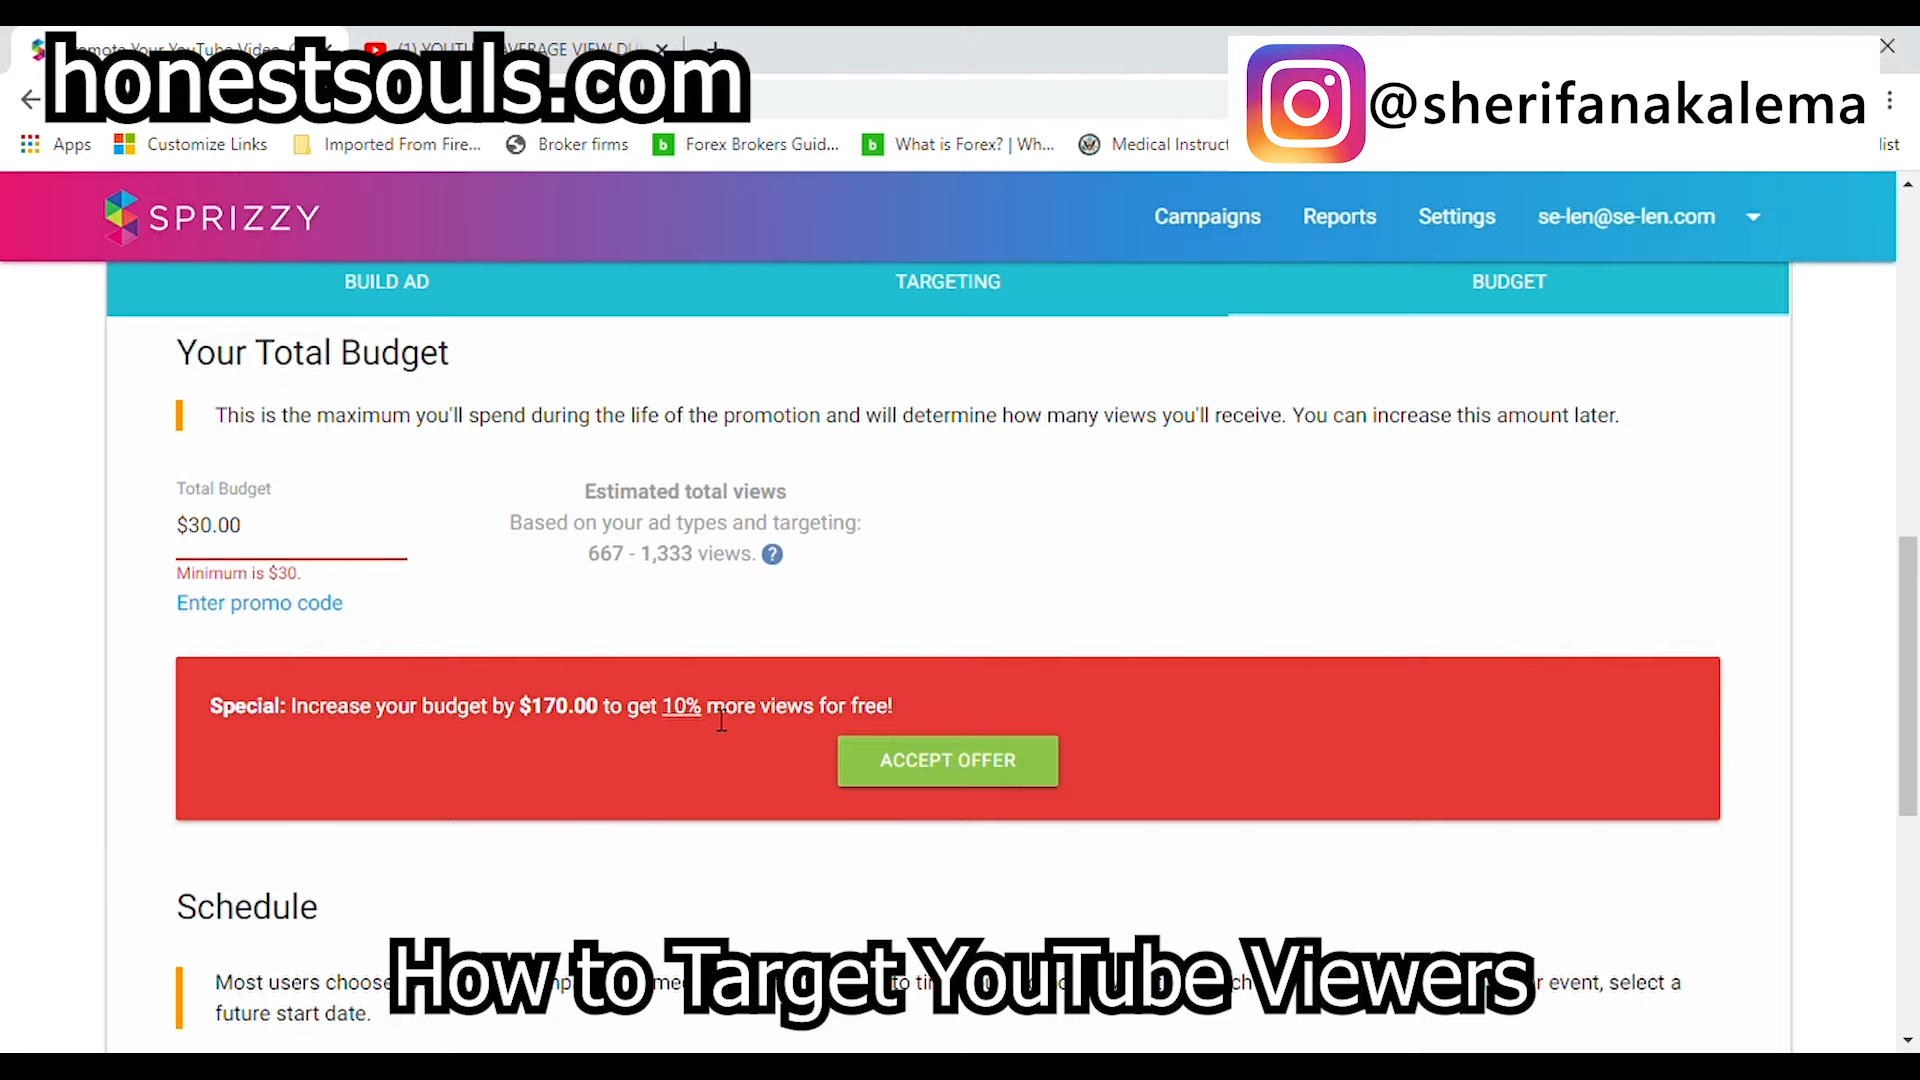 honestsouls.com
@sherifanakalema
Apps
Customize Links
Imported From Fire...
Broker firms
Forex Brokers Guid...
What is Forex? | Wh...
Medical Instruct
list
SPRIZZY
Campaigns
Reports
Settings
se-len@se-len.com
BUILD AD
TARGETING
BUDGET
Your Total Budget
This is the maximum you'll spend during the life of the promotion and will determine how many views you'll receive. You can increase this amount later.
Total Budget
$30.00
Minimum is $30.
Enter promo code
Estimated total views
Based on your ad types and targeting:
667 - 1,333 views. ?
Special: Increase your budget by $170.00 to get 10% more views for free!
ACCEPT OFFER
Schedule
Most users choose event, select a
future start date.
How to Target YouTube Viewers